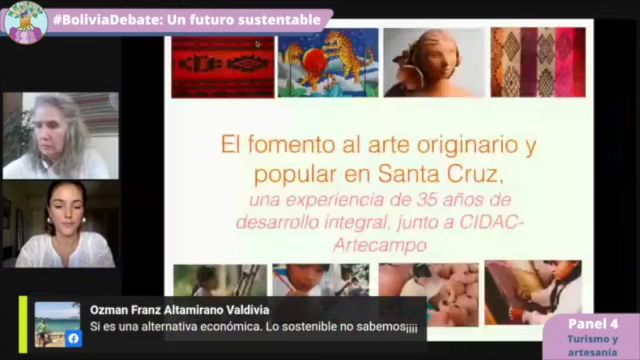 #BoliviaDebate: Un futuro sustentable
El fomento al arte originario y
popular en Santa Cruz,
una experiencia de 35 años de
desarrollo integral, junto a CIDAC-
Artecampo
Ozman Franz Altamirano Valdivia
Si es una alternativa económica. Lo sostenible no sabemos¡¡¡¡
Panel 4
Turismo y
artesanía